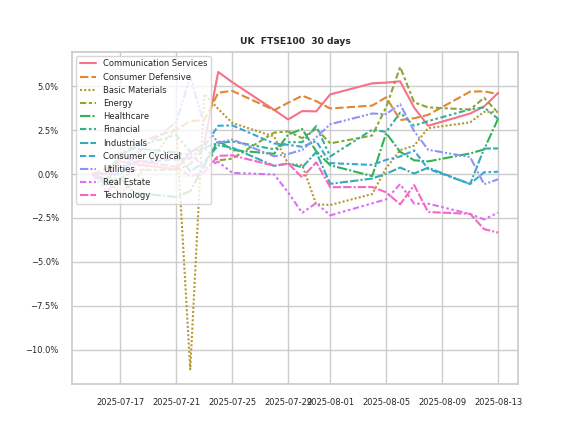 UK  FTSE100  30 days
Communication Services
Consumer Defensive
Basic Materials
Energy
Healthcare
Financial
Industrials
Consumer Cyclical
Utilities
Real Estate
Technology
5.0%
2.5%
0.0%
−2.5%
−5.0%
−7.5%
−10.0%
2025-07-17 2025-07-21 2025-07-25 2025-07-29 2025-08-01 2025-08-05 2025-08-09 2025-08-13